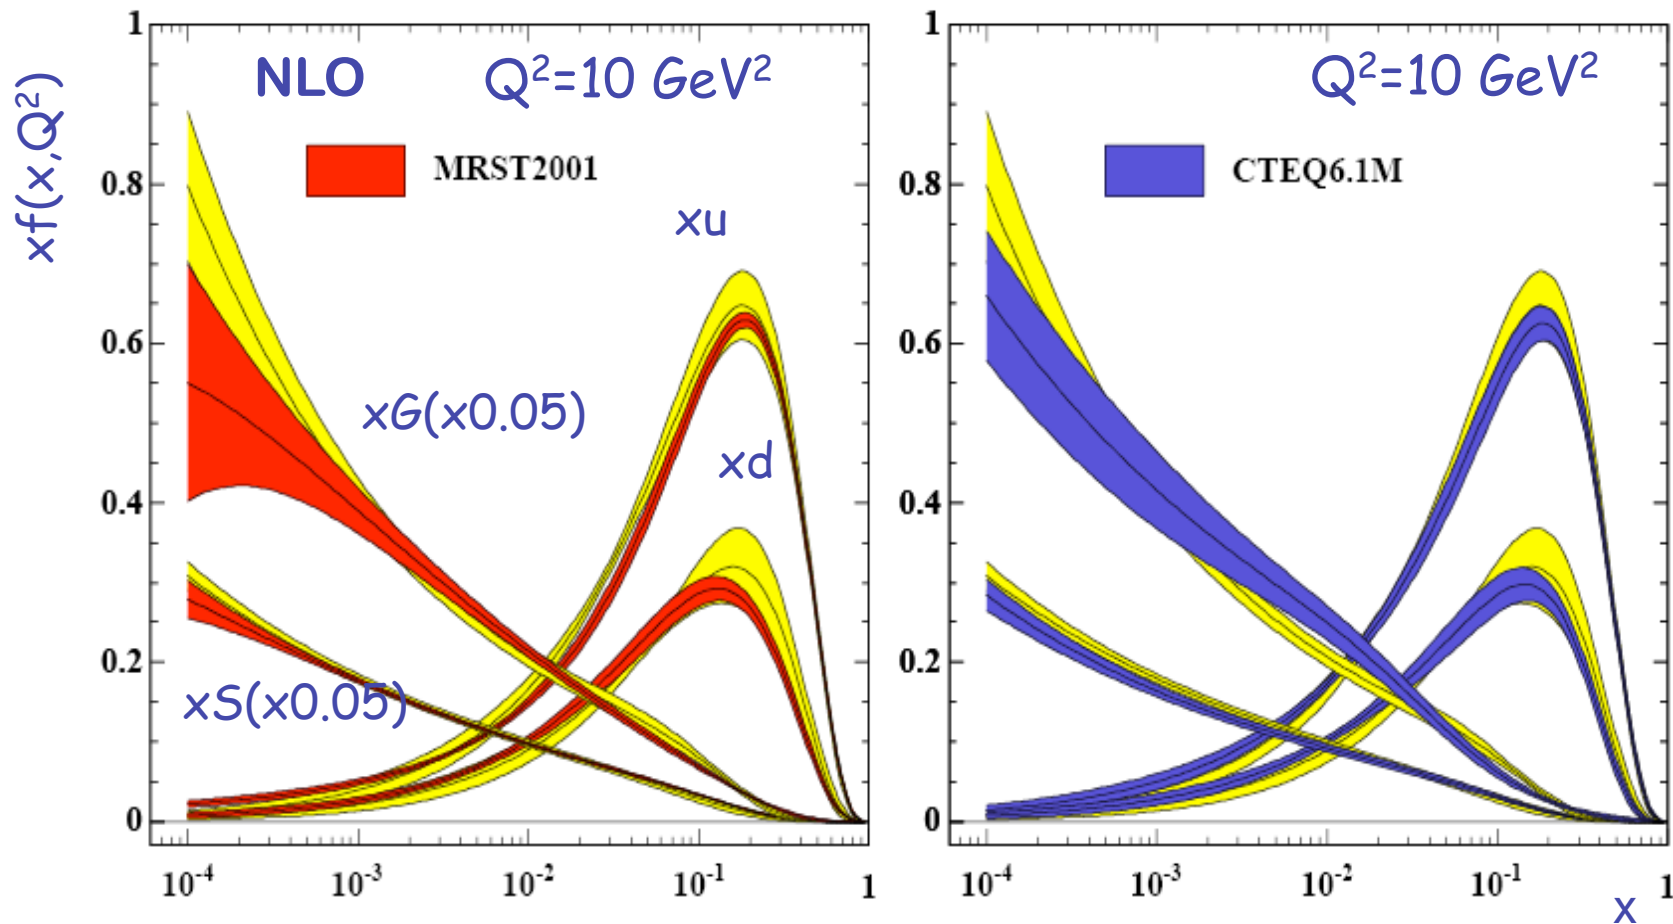 xf(x,Q²)
1
0.8
0.6
0.4
0.2
0
NLO
Q²=10 GeV²
MRST2001
xu
xG(x0.05)
xd
xS(x0.05)
10⁻⁴ 10⁻³ 10⁻² 10⁻¹ 1
1
0.8
0.6
0.4
0.2
0
Q²=10 GeV²
CTEQ6.1M
10⁻⁴ 10⁻³ 10⁻² 10⁻¹ 1
x